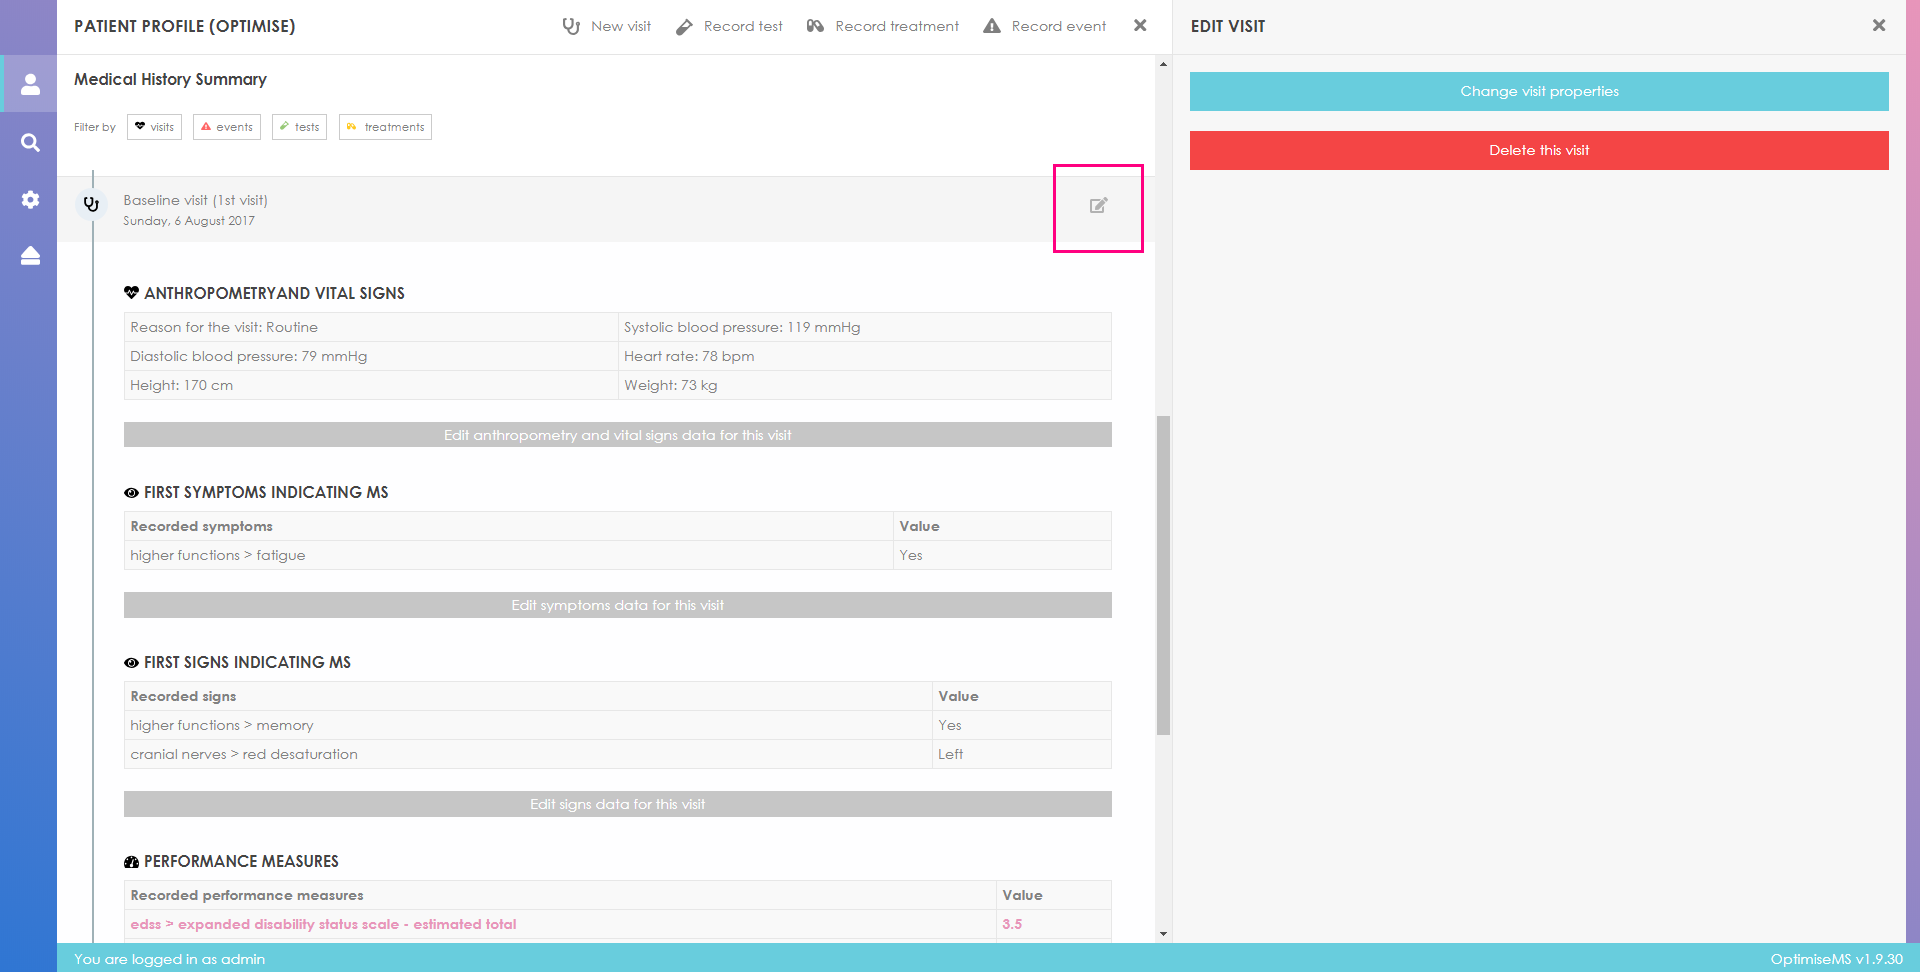 PATIENT PROFILE (OPTIMISE)
New visit
Record test
Record treatment
Record event
EDIT VISIT
Medical History Summary
Change visit properties
Filter by visits events tests treatments
Delete this visit
Baseline visit (1st visit)
Sunday, 6 August 2017
ANTHROPOMETRYAND VITAL SIGNS
Reason for the visit: Routine Systolic blood pressure: 119 mmHg
Diastolic blood pressure: 79 mmHg Heart rate: 78 bpm
Height: 170 cm Weight: 73 kg
Edit anthropometry and vital signs data for this visit
FIRST SYMPTOMS INDICATING MS
Recorded symptoms Value
higher functions > fatigue Yes
Edit symptoms data for this visit
FIRST SIGNS INDICATING MS
Recorded signs Value
higher functions > memory Yes
cranial nerves > red desaturation Left
Edit signs data for this visit
PERFORMANCE MEASURES
Recorded performance measures Value
edss > expanded disability status scale - estimated total 3.5
You are logged in as admin
OptimiseMS v1.9.30